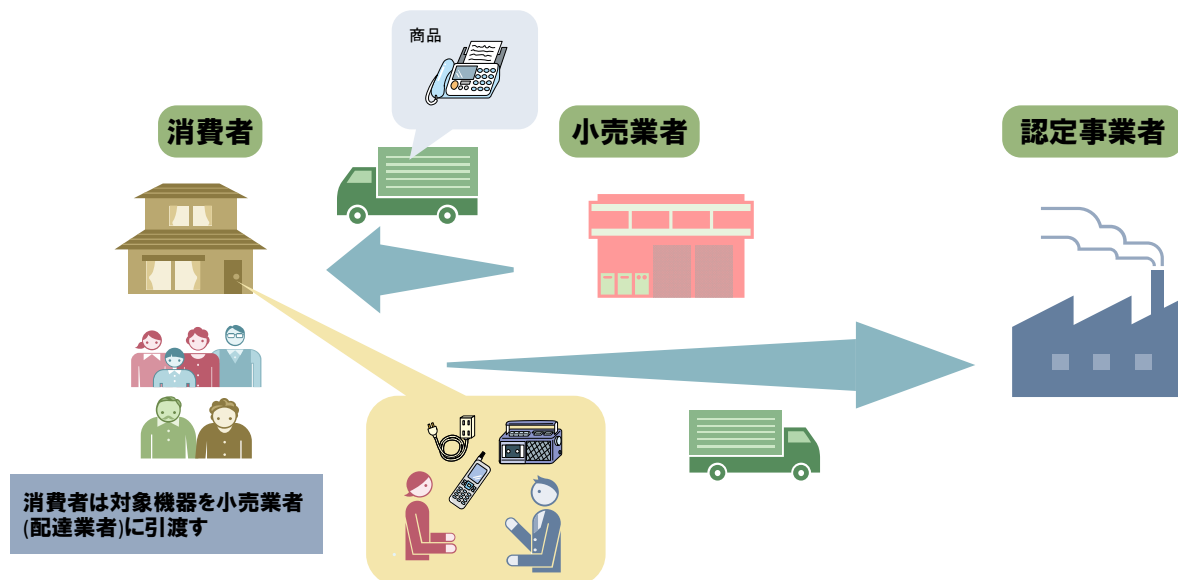 商品
消費者
小売業者
認定事業者
消費者は対象機器を小売業者
(配達業者)に引渡す